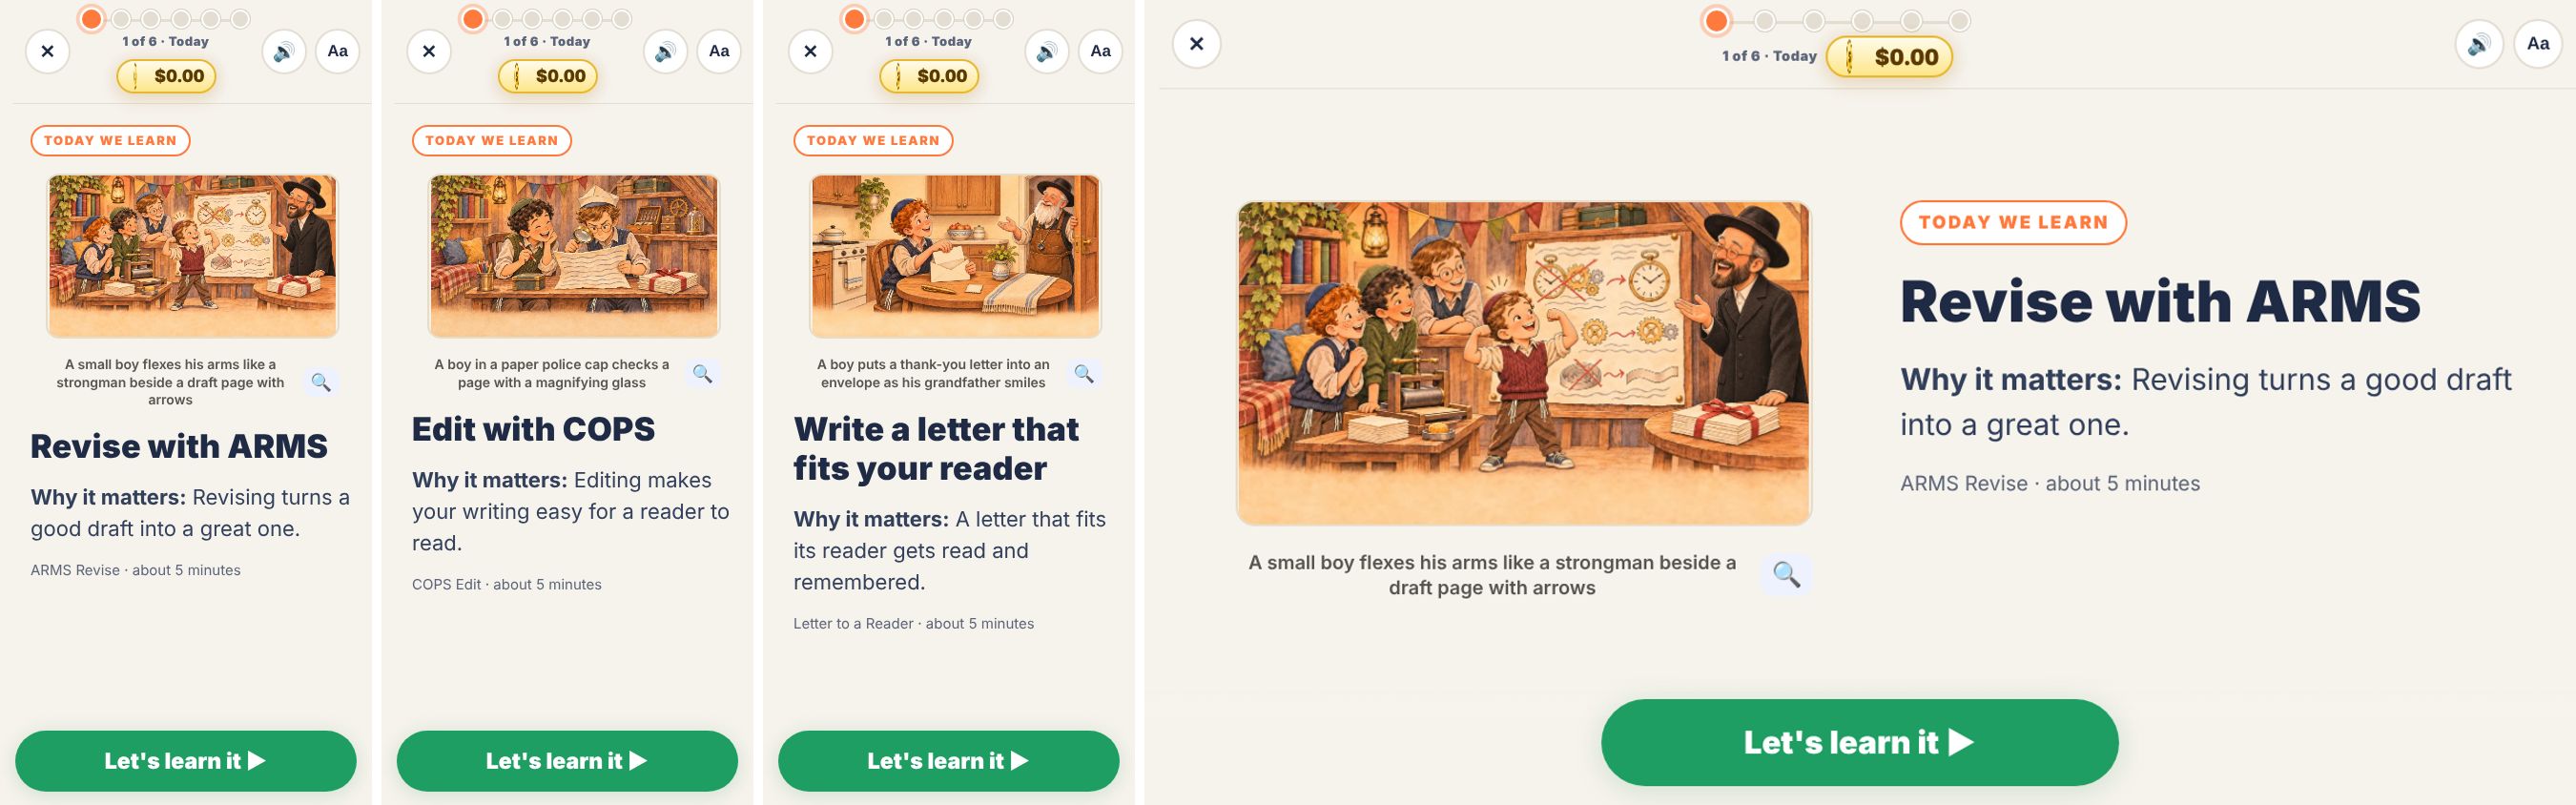 1 of 6 · Today
✕
🔊
Aa
$0.00
TODAY WE LEARN
A small boy flexes his arms like a
strongman beside a draft page with
arrows
🔍
Revise with ARMS
Why it matters: Revising turns a
good draft into a great one.
ARMS Revise · about 5 minutes
Let's learn it ▶
1 of 6 · Today
✕
🔊
Aa
$0.00
TODAY WE LEARN
A boy in a paper police cap checks a
page with a magnifying glass
🔍
Edit with COPS
Why it matters: Editing makes
your writing easy for a reader to
read.
COPS Edit · about 5 minutes
Let's learn it ▶
1 of 6 · Today
✕
🔊
Aa
$0.00
TODAY WE LEARN
A boy puts a thank-you letter into an
envelope as his grandfather smiles
🔍
Write a letter that
fits your reader
Why it matters: A letter that fits
its reader gets read and
remembered.
Letter to a Reader · about 5 minutes
Let's learn it ▶
✕
1 of 6 · Today
$0.00
🔊
Aa
A small boy flexes his arms like a strongman beside a
draft page with arrows
🔍
TODAY WE LEARN
Revise with ARMS
Why it matters: Revising turns a good draft
into a great one.
ARMS Revise · about 5 minutes
Let's learn it ▶